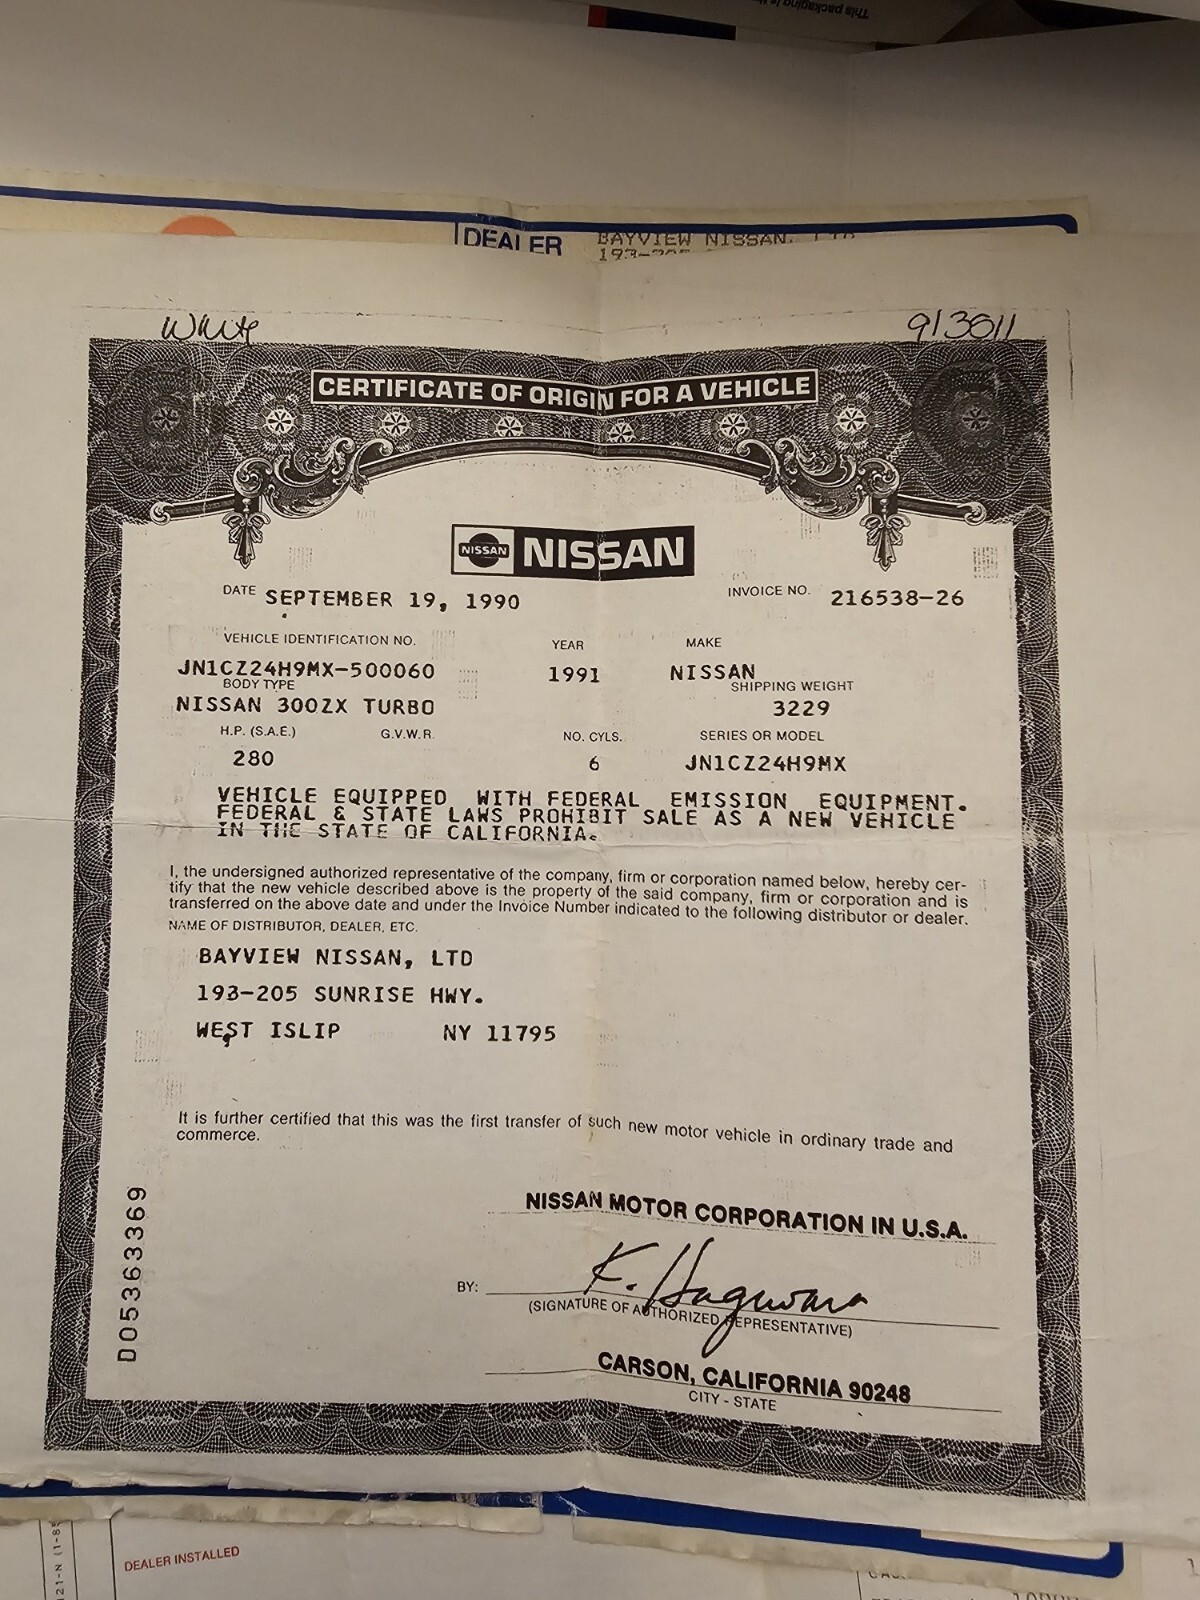 This packaging is
DEALER BAYVIEW NISSAN, LTD
193-205
White 913611
CERTIFICATE OF ORIGIN FOR A VEHICLE
NISSAN NISSAN
DATE SEPTEMBER 19, 1990 INVOICE NO. 216538-26
VEHICLE IDENTIFICATION NO. YEAR MAKE
JN1CZ24H9MX-500060 1991 NISSAN
BODY TYPE SHIPPING WEIGHT
NISSAN 300ZX TURBO 3229
H.P. (S.A.E.) G.V.W.R. NO. CYLS. SERIES OR MODEL
280 6 JN1CZ24H9MX
VEHICLE EQUIPPED WITH FEDERAL EMISSION EQUIPMENT.
FEDERAL & STATE LAWS PROHIBIT SALE AS A NEW VEHICLE
IN THE STATE OF CALIFORNIA.
I, the undersigned authorized representative of the company, firm or corporation named below, hereby cer-
tify that the new vehicle described above is the property of the said company, firm or corporation and is
transferred on the above date and under the Invoice Number indicated to the following distributor or dealer.
NAME OF DISTRIBUTOR, DEALER, ETC.
BAYVIEW NISSAN, LTD
193-205 SUNRISE HWY.
WEST ISLIP NY 11795
It is further certified that this was the first transfer of such new motor vehicle in ordinary trade and
commerce.
D05363369
NISSAN MOTOR CORPORATION IN U.S.A.
BY: K. Hagiwara
(SIGNATURE OF AUTHORIZED REPRESENTATIVE)
CARSON, CALIFORNIA 90248
CITY - STATE
DEALER INSTALLED